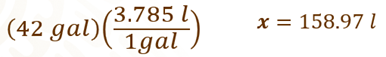 (42 gal)(3.785 l / 1gal) x = 158.97 l